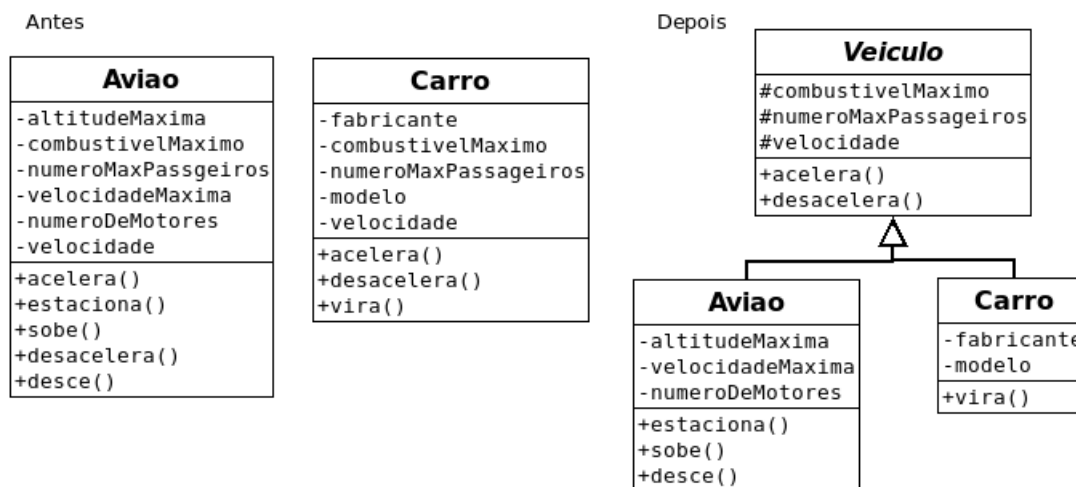 Antes
Aviao
-altitudeMaxima
-combustivelMaximo
-numeroMaxPassgeiros
-velocidadeMaxima
-numeroDeMotores
-velocidade
+acelera()
+estaciona()
+sobe()
+desacelera()
+desce()
Carro
-fabricante
-combustivelMaximo
-numeroMaxPassageiros
-modelo
-velocidade
+acelera()
+desacelera()
+vira()
Depois
Veiculo
#combustivelMaximo
#numeroMaxPassageiros
#velocidade
+acelera()
+desacelera()
Aviao
-altitudeMaxima
-velocidadeMaxima
-numeroDeMotores
+estaciona()
+sobe()
+desce()
Carro
-fabricante
-modelo
+vira()